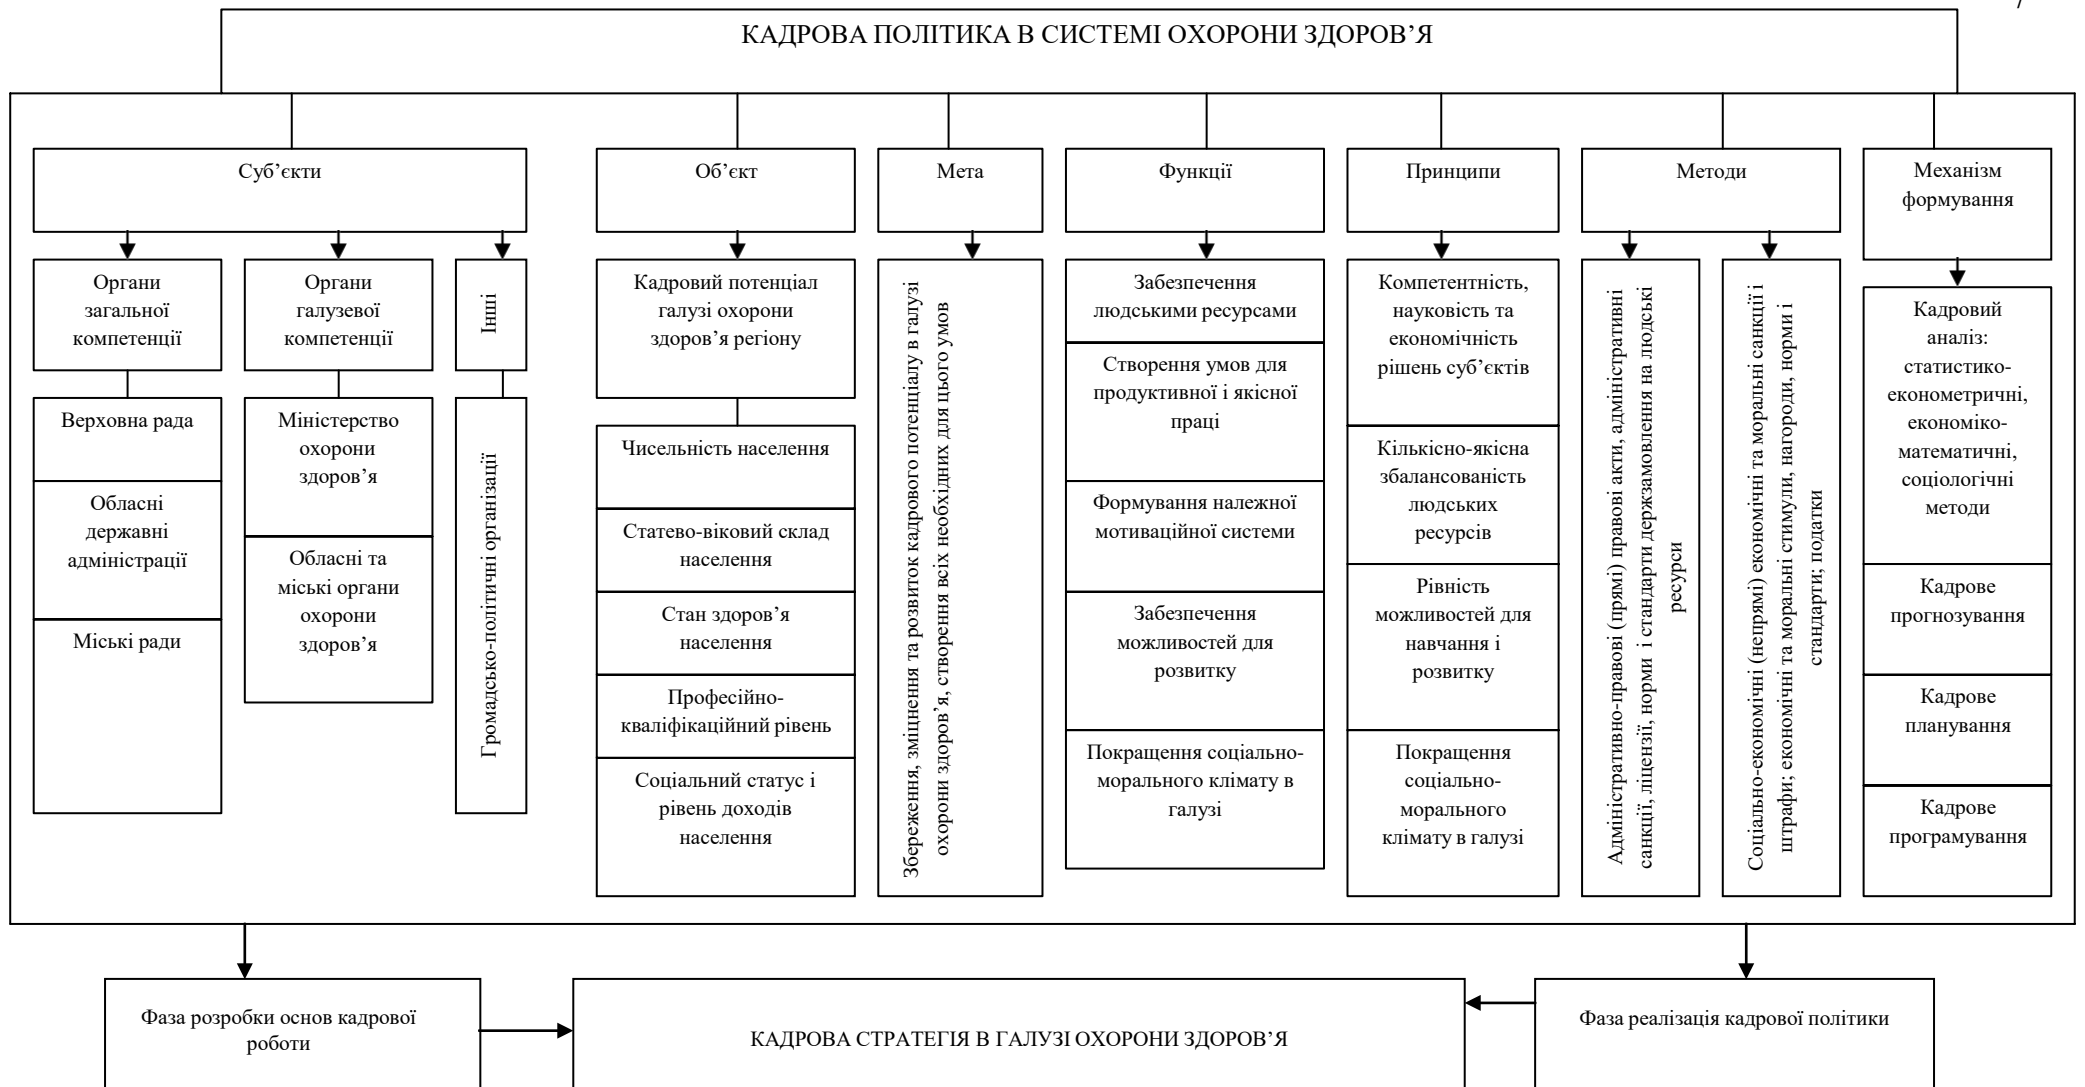 КАДРОВА ПОЛІТИКА В СИСТЕМІ ОХОРОНИ ЗДОРОВ’Я
Суб’єкти
Органи
загальної
компетенції
Верховна рада
Обласні
державні
адміністрації
Міські ради
Органи
галузевої
компетенції
Міністерство
охорони
здоров’я
Обласні та
міські органи
охорони
здоров’я
Інші
Громадсько-політичні організації
Об’єкт
Кадровий потенціал
галузі охорони
здоров’я регіону
Чисельність населення
Статево-віковий склад
населення
Стан здоров’я
населення
Професійно-
кваліфікаційний рівень
Соціальний статус і
рівень доходів
населення
Мета
Збереження, зміцнення та розвиток кадрового потенціалу в галузі
охорони здоров’я, створення всіх необхідних для цього умов
Функції
Забезпечення
людськими ресурсами
Створення умов для
продуктивної і якісної
праці
Формування належної
мотиваційної системи
Забезпечення
можливостей для
розвитку
Покращення соціально-
морального клімату в
галузі
Принципи
Компетентність,
науковість та
економічність
рішень суб’єктів
Кількісно-якісна
збалансованість
людських
ресурсів
Рівність
можливостей для
навчання і
розвитку
Покращення
соціально-
морального
клімату в галузі
Методи
Адміністративно-правові (прямі) правові акти, адміністративні
санкції, ліцензії, норми і стандарти держзамовлення на людські
ресурси
Соціально-економічні (непрямі) економічні та моральні санкції і
штрафи; економічні та моральні стимули, нагороди, норми і
стандарти; податки
Механізм
формування
Кадровий
аналіз:
статистико-
економетричні,
економіко-
математичні,
соціологічні
методи
Кадрове
прогнозування
Кадрове
планування
Кадрове
програмування
Фаза розробки основ кадрової
роботи
КАДРОВА СТРАТЕГІЯ В ГАЛУЗІ ОХОРОНИ ЗДОРОВ’Я
Фаза реалізація кадрової політики